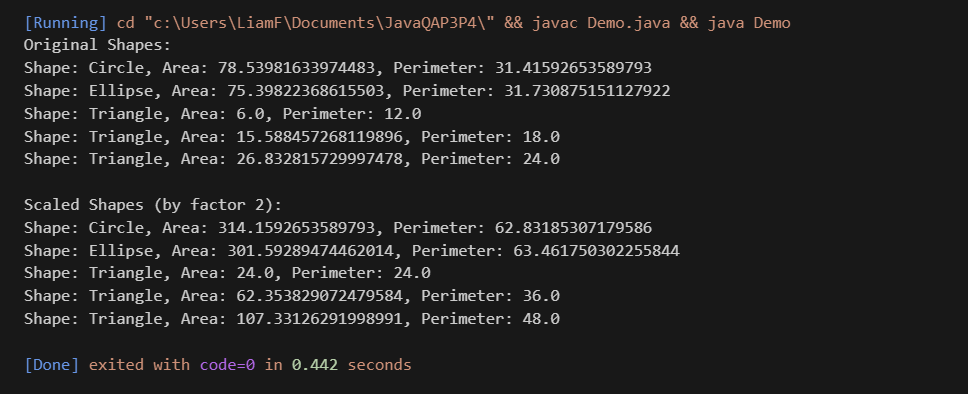 [Running] cd "c:\Users\LiamF\Documents\JavaQAP3P4\" && javac Demo.java && java Demo
Original Shapes:
Shape: Circle, Area: 78.53981633974483, Perimeter: 31.41592653589793
Shape: Ellipse, Area: 75.39822368615503, Perimeter: 31.730875151127922
Shape: Triangle, Area: 6.0, Perimeter: 12.0
Shape: Triangle, Area: 15.588457268119896, Perimeter: 18.0
Shape: Triangle, Area: 26.832815729997478, Perimeter: 24.0
Scaled Shapes (by factor 2):
Shape: Circle, Area: 314.1592653589793, Perimeter: 62.83185307179586
Shape: Ellipse, Area: 301.59289474462014, Perimeter: 63.461750302255844
Shape: Triangle, Area: 24.0, Perimeter: 24.0
Shape: Triangle, Area: 62.353829072479584, Perimeter: 36.0
Shape: Triangle, Area: 107.33126291998991, Perimeter: 48.0
[Done] exited with code=0 in 0.442 seconds